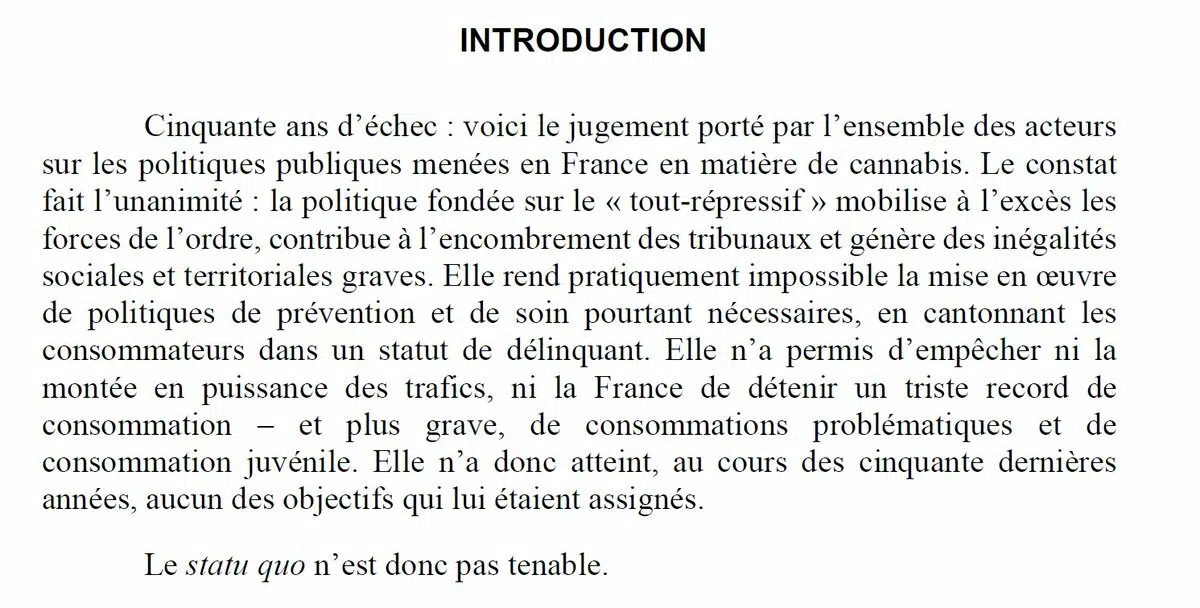 INTRODUCTION
Cinquante ans d’échec : voici le jugement porté par l’ensemble des acteurs
sur les politiques publiques menées en France en matière de cannabis. Le constat
fait l’unanimité : la politique fondée sur le « tout-répressif » mobilise à l’excès les
forces de l’ordre, contribue à l’encombrement des tribunaux et génère des inégalités
sociales et territoriales graves. Elle rend pratiquement impossible la mise en œuvre
de politiques de prévention et de soin pourtant nécessaires, en cantonnant les
consommateurs dans un statut de délinquant. Elle n’a permis d’empêcher ni la
montée en puissance des trafics, ni la France de détenir un triste record de
consommation – et plus grave, de consommations problématiques et de
consommation juvénile. Elle n’a donc atteint, au cours des cinquante dernières
années, aucun des objectifs qui lui étaient assignés.
Le statu quo n’est donc pas tenable.